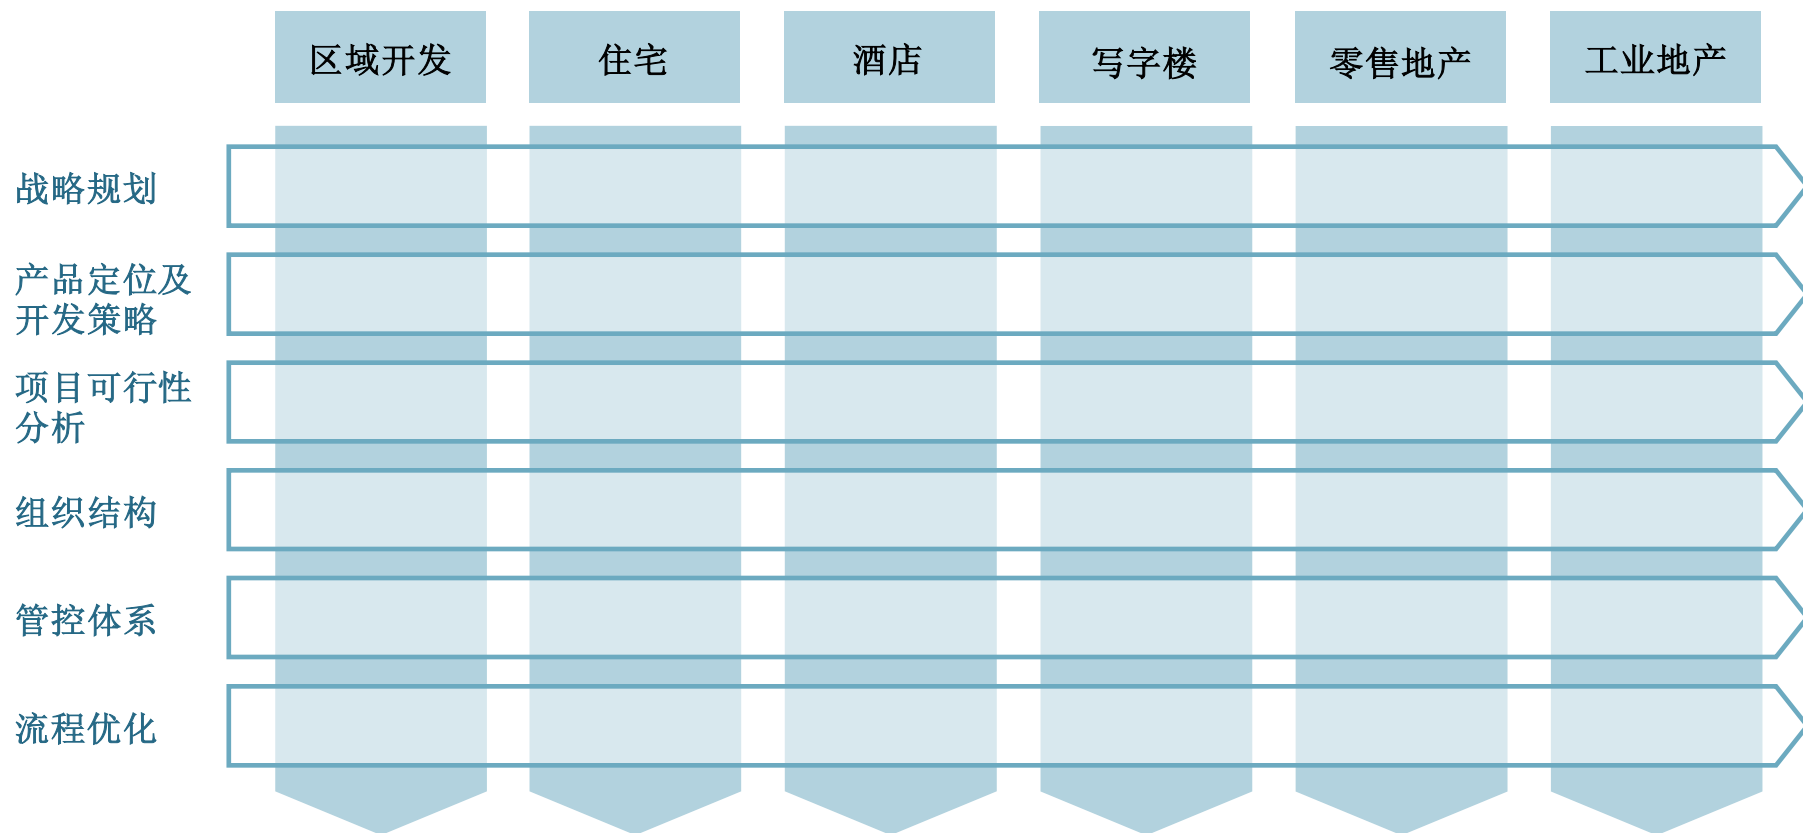 区域开发
住宅
酒店
写字楼
零售地产
工业地产
战略规划
产品定位及
开发策略
项目可行性
分析
组织结构
管控体系
流程优化